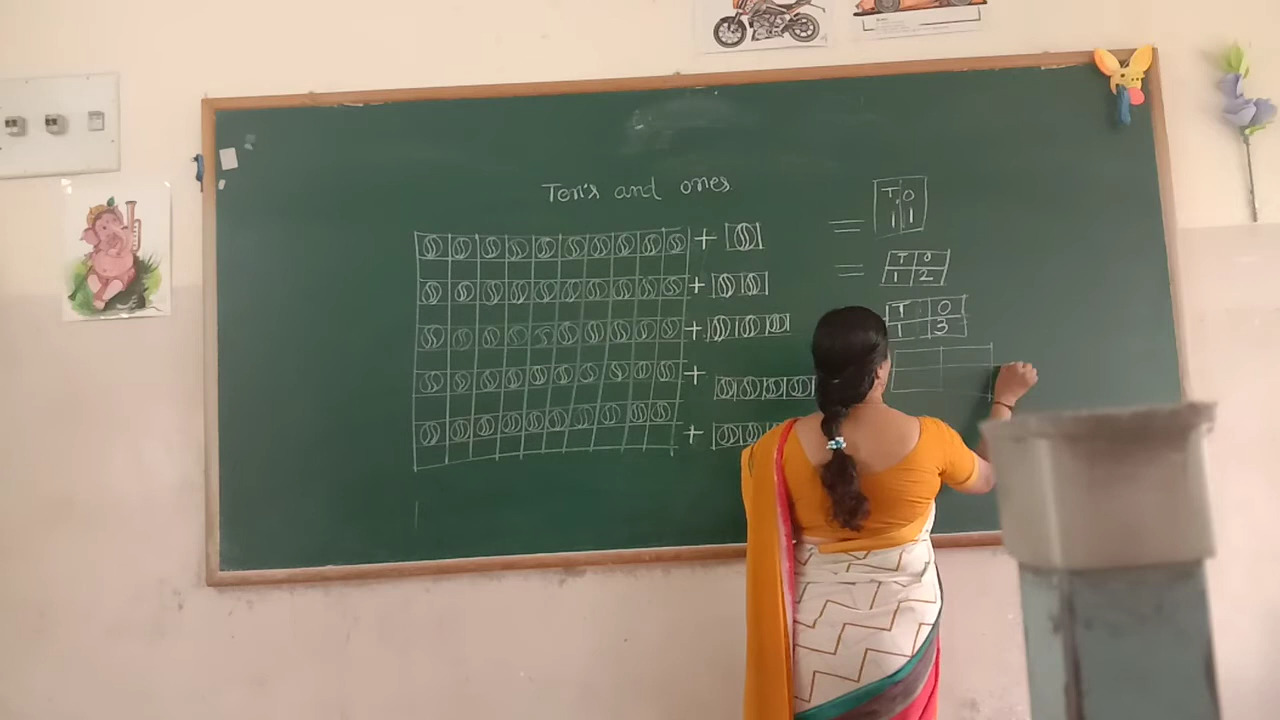 Ten's and ones
+ = T O
1 1
+ = T O
1 2
+ T O
1 3
+
+